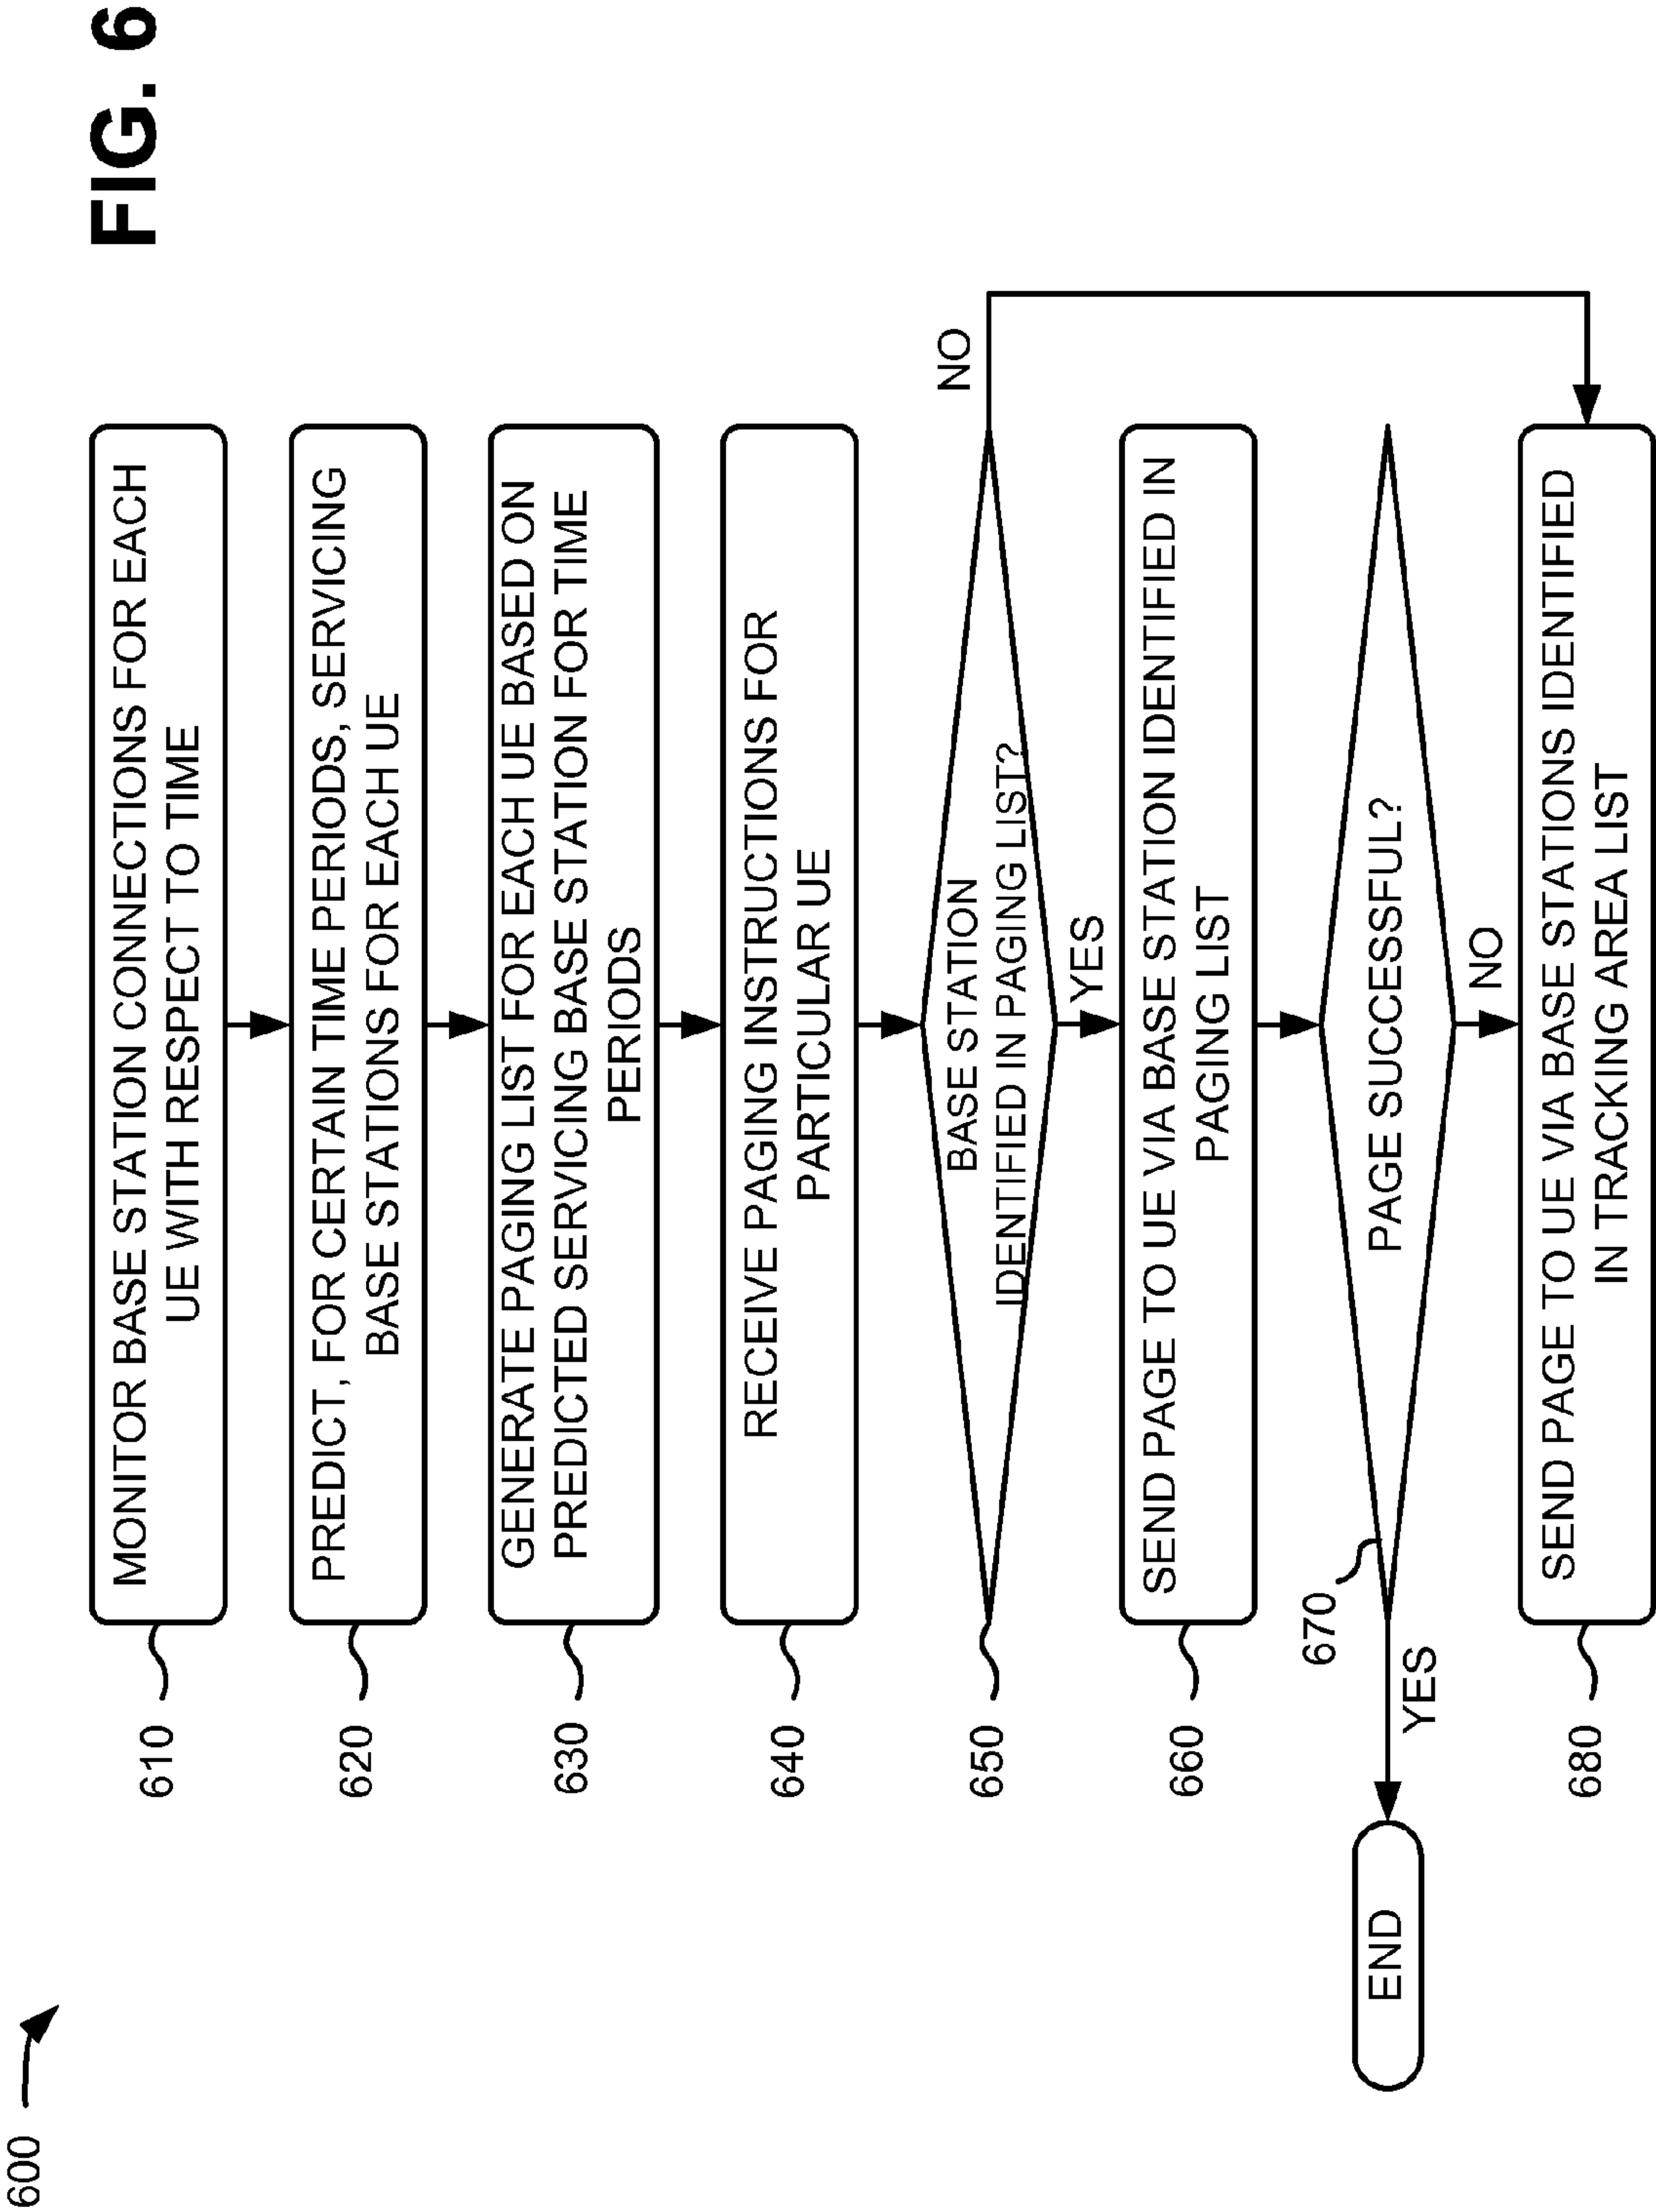 FIG. 6
600
610
MONITOR BASE STATION CONNECTIONS FOR EACH
UE WITH RESPECT TO TIME
620
PREDICT, FOR CERTAIN TIME PERIODS, SERVICING
BASE STATIONS FOR EACH UE
630
GENERATE PAGING LIST FOR EACH UE BASED ON
PREDICTED SERVICING BASE STATION FOR TIME
PERIODS
640
RECEIVE PAGING INSTRUCTIONS FOR
PARTICULAR UE
650
BASE STATION
IDENTIFIED IN PAGING LIST?
NO
YES
660
SEND PAGE TO UE VIA BASE STATION IDENTIFIED IN
PAGING LIST
670
PAGE SUCCESSFUL?
YES
END
NO
680
SEND PAGE TO UE VIA BASE STATIONS IDENTIFIED
IN TRACKING AREA LIST